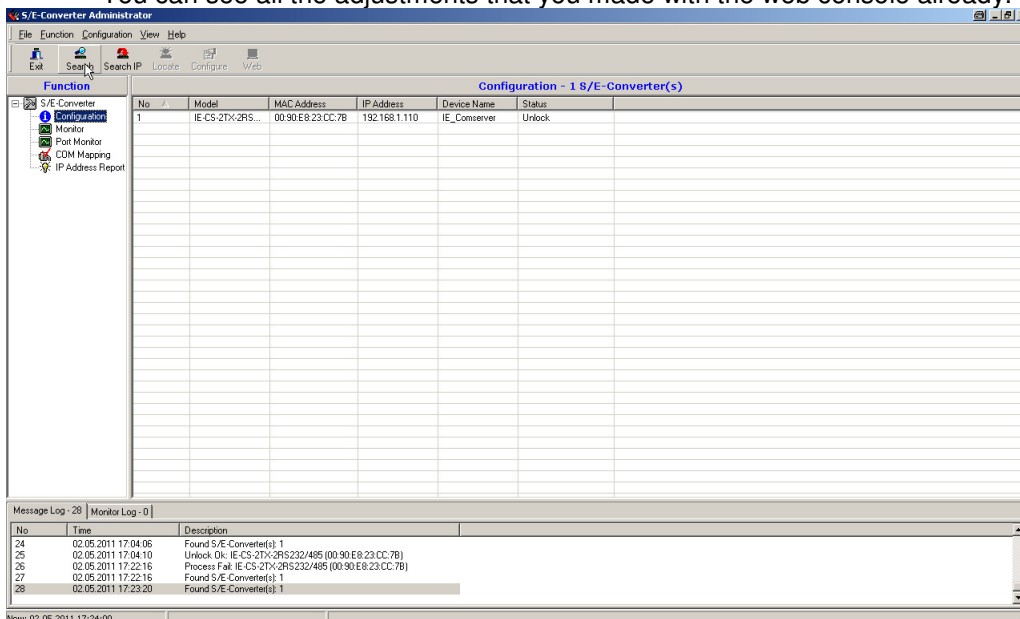 You can see all the adjustments that you made with the web console already.
S/E-Converter Administrator
File Function Configuration View Help
Exit Search Search IP Locate Configure Web
Function
Configuration - 1 S/E-Converter(s)
S/E-Converter
Configuration
Monitor
Port Monitor
COM Mapping
IP Address Report
No Model MAC Address IP Address Device Name Status
1 IE-CS-2TX-2RS... 00:90:E8:23:CC:7B 192.168.1.110 IE_Comserver Unlock
Message Log - 28 Monitor Log - 0
No Time Description
24 02.05.2011 17:04:06 Found S/E-Converter(s): 1
25 02.05.2011 17:04:10 Unlock Ok: IE-CS-2TX-2RS232/485 (00:90:E8:23:CC:7B)
26 02.05.2011 17:22:16 Process Fail: IE-CS-2TX-2RS232/485 (00:90:E8:23:CC:7B)
27 02.05.2011 17:22:16 Found S/E-Converter(s): 1
28 02.05.2011 17:23:20 Found S/E-Converter(s): 1
Now: 02.05.2011 17:24:00